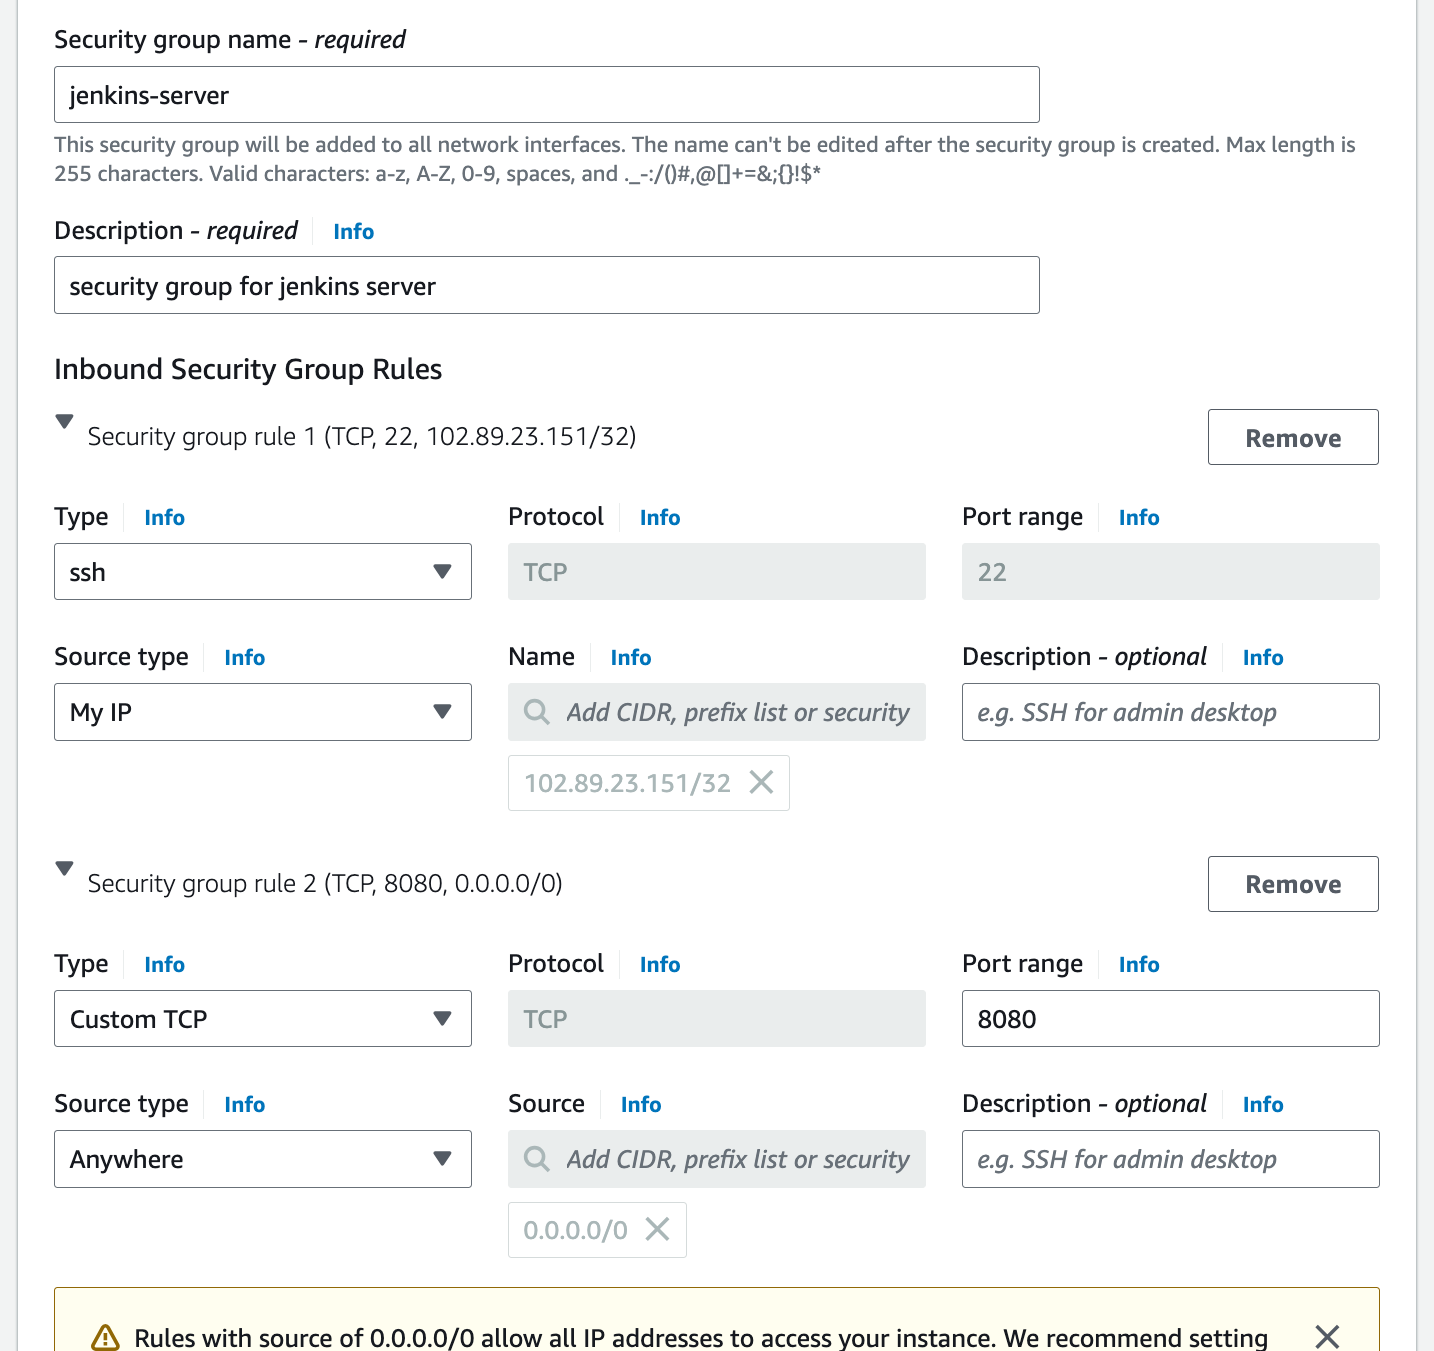 Security group name - required
jenkins-server
This security group will be added to all network interfaces. The name can't be edited after the security group is created. Max length is
255 characters. Valid characters: a-z, A-Z, 0-9, spaces, and ._-:/()#,@[]+=&;{}!$*
Description - required Info
security group for jenkins server
Inbound Security Group Rules
Security group rule 1 (TCP, 22, 102.89.23.151/32) Remove
Type Info Protocol Info Port range Info
ssh TCP 22
Source type Info Name Info Description - optional Info
My IP Add CIDR, prefix list or security e.g. SSH for admin desktop
102.89.23.151/32
Security group rule 2 (TCP, 8080, 0.0.0.0/0) Remove
Type Info Protocol Info Port range Info
Custom TCP TCP 8080
Source type Info Source Info Description - optional Info
Anywhere Add CIDR, prefix list or security e.g. SSH for admin desktop
0.0.0.0/0
Rules with source of 0.0.0.0/0 allow all IP addresses to access your instance. We recommend setting